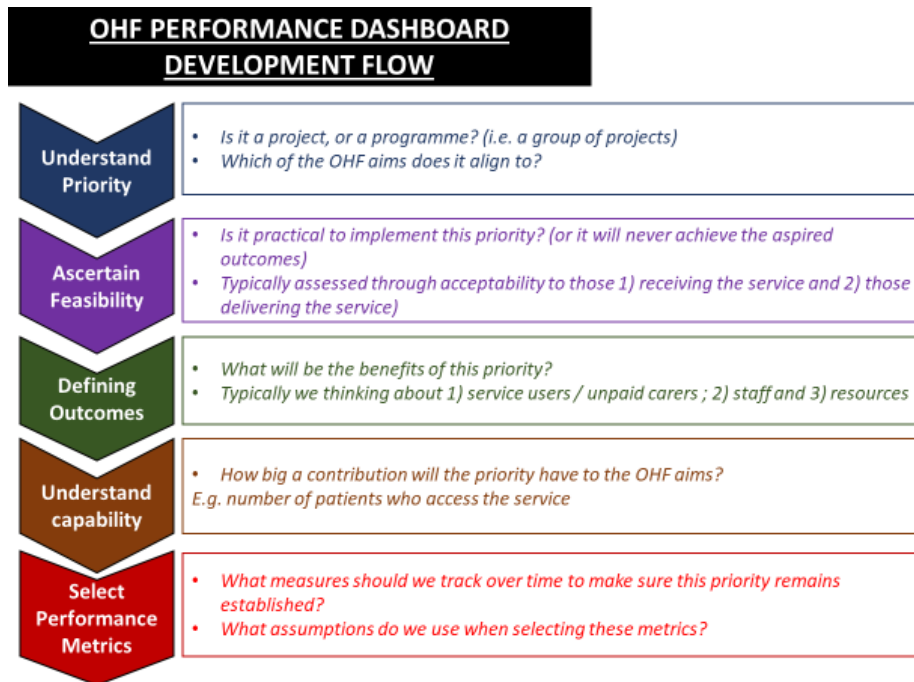 OHF PERFORMANCE DASHBOARD
DEVELOPMENT FLOW
Understand
Priority
• Is it a project, or a programme? (i.e. a group of projects)
• Which of the OHF aims does it align to?
Ascertain
Feasibility
• Is it practical to implement this priority? (or it will never achieve the aspired
outcomes)
• Typically assessed through acceptability to those 1) receiving the service and 2) those
delivering the service)
Defining
Outcomes
• What will be the benefits of this priority?
• Typically we thinking about 1) service users / unpaid carers ; 2) staff and 3) resources
Understand
capability
• How big a contribution will the priority have to the OHF aims?
E.g. number of patients who access the service
Select
Performance
Metrics
• What measures should we track over time to make sure this priority remains
established?
• What assumptions do we use when selecting these metrics?